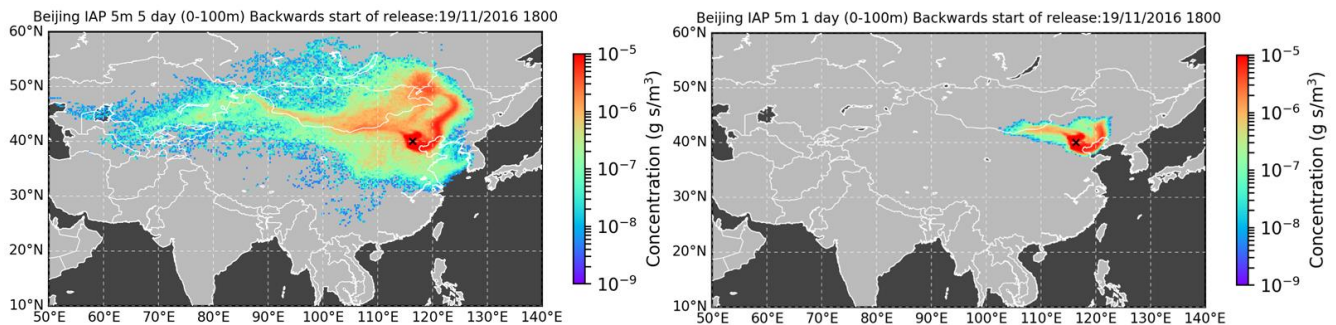 Beijing IAP 5m 5 day (0-100m) Backwards start of release:19/11/2016 1800
60°N
50°N
40°N
30°N
20°N
10°N
50°E 60°E 70°E 80°E 90°E 100°E 110°E 120°E 130°E 140°E
10⁻⁵
10⁻⁶
10⁻⁷
10⁻⁸
10⁻⁹
Concentration (g s/m³)
Beijing IAP 5m 1 day (0-100m) Backwards start of release:19/11/2016 1800
60°N
50°N
40°N
30°N
20°N
10°N
50°E 60°E 70°E 80°E 90°E 100°E 110°E 120°E 130°E 140°E
10⁻⁵
10⁻⁶
10⁻⁷
10⁻⁸
10⁻⁹
Concentration (g s/m³)